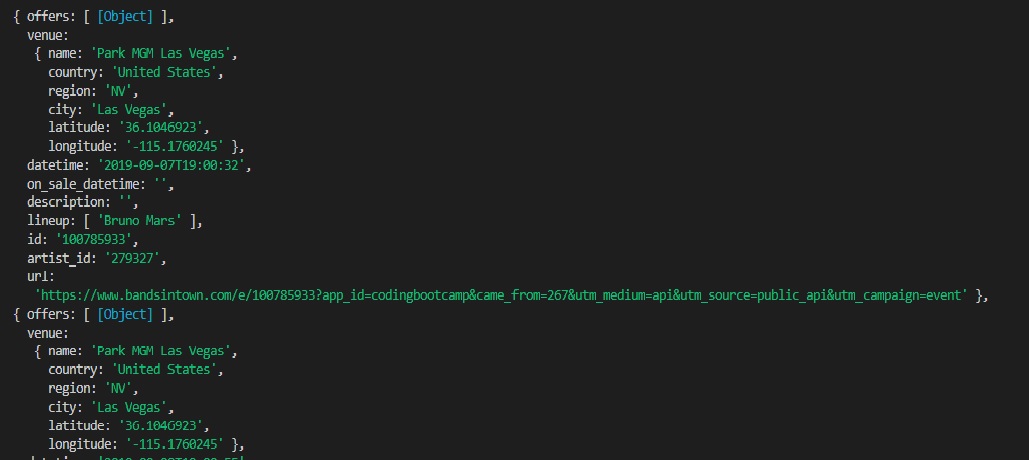 { offers: [ [Object] ],
venue:
{ name: 'Park MGM Las Vegas',
country: 'United States',
region: 'NV',
city: 'Las Vegas',
latitude: '36.1046923',
longitude: '-115.1760245' },
datetime: '2019-09-07T19:00:32',
on_sale_datetime: '',
description: '',
lineup: [ 'Bruno Mars' ],
id: '100785933',
artist_id: '279327',
url:
'https://www.bandsintown.com/e/100785933?app_id=codingbootcamp&came_from=267&utm_medium=api&utm_source=public_api&utm_campaign=event' },
{ offers: [ [Object] ],
venue:
{ name: 'Park MGM Las Vegas',
country: 'United States',
region: 'NV',
city: 'Las Vegas',
latitude: '36.1046923',
longitude: '-115.1760245' },